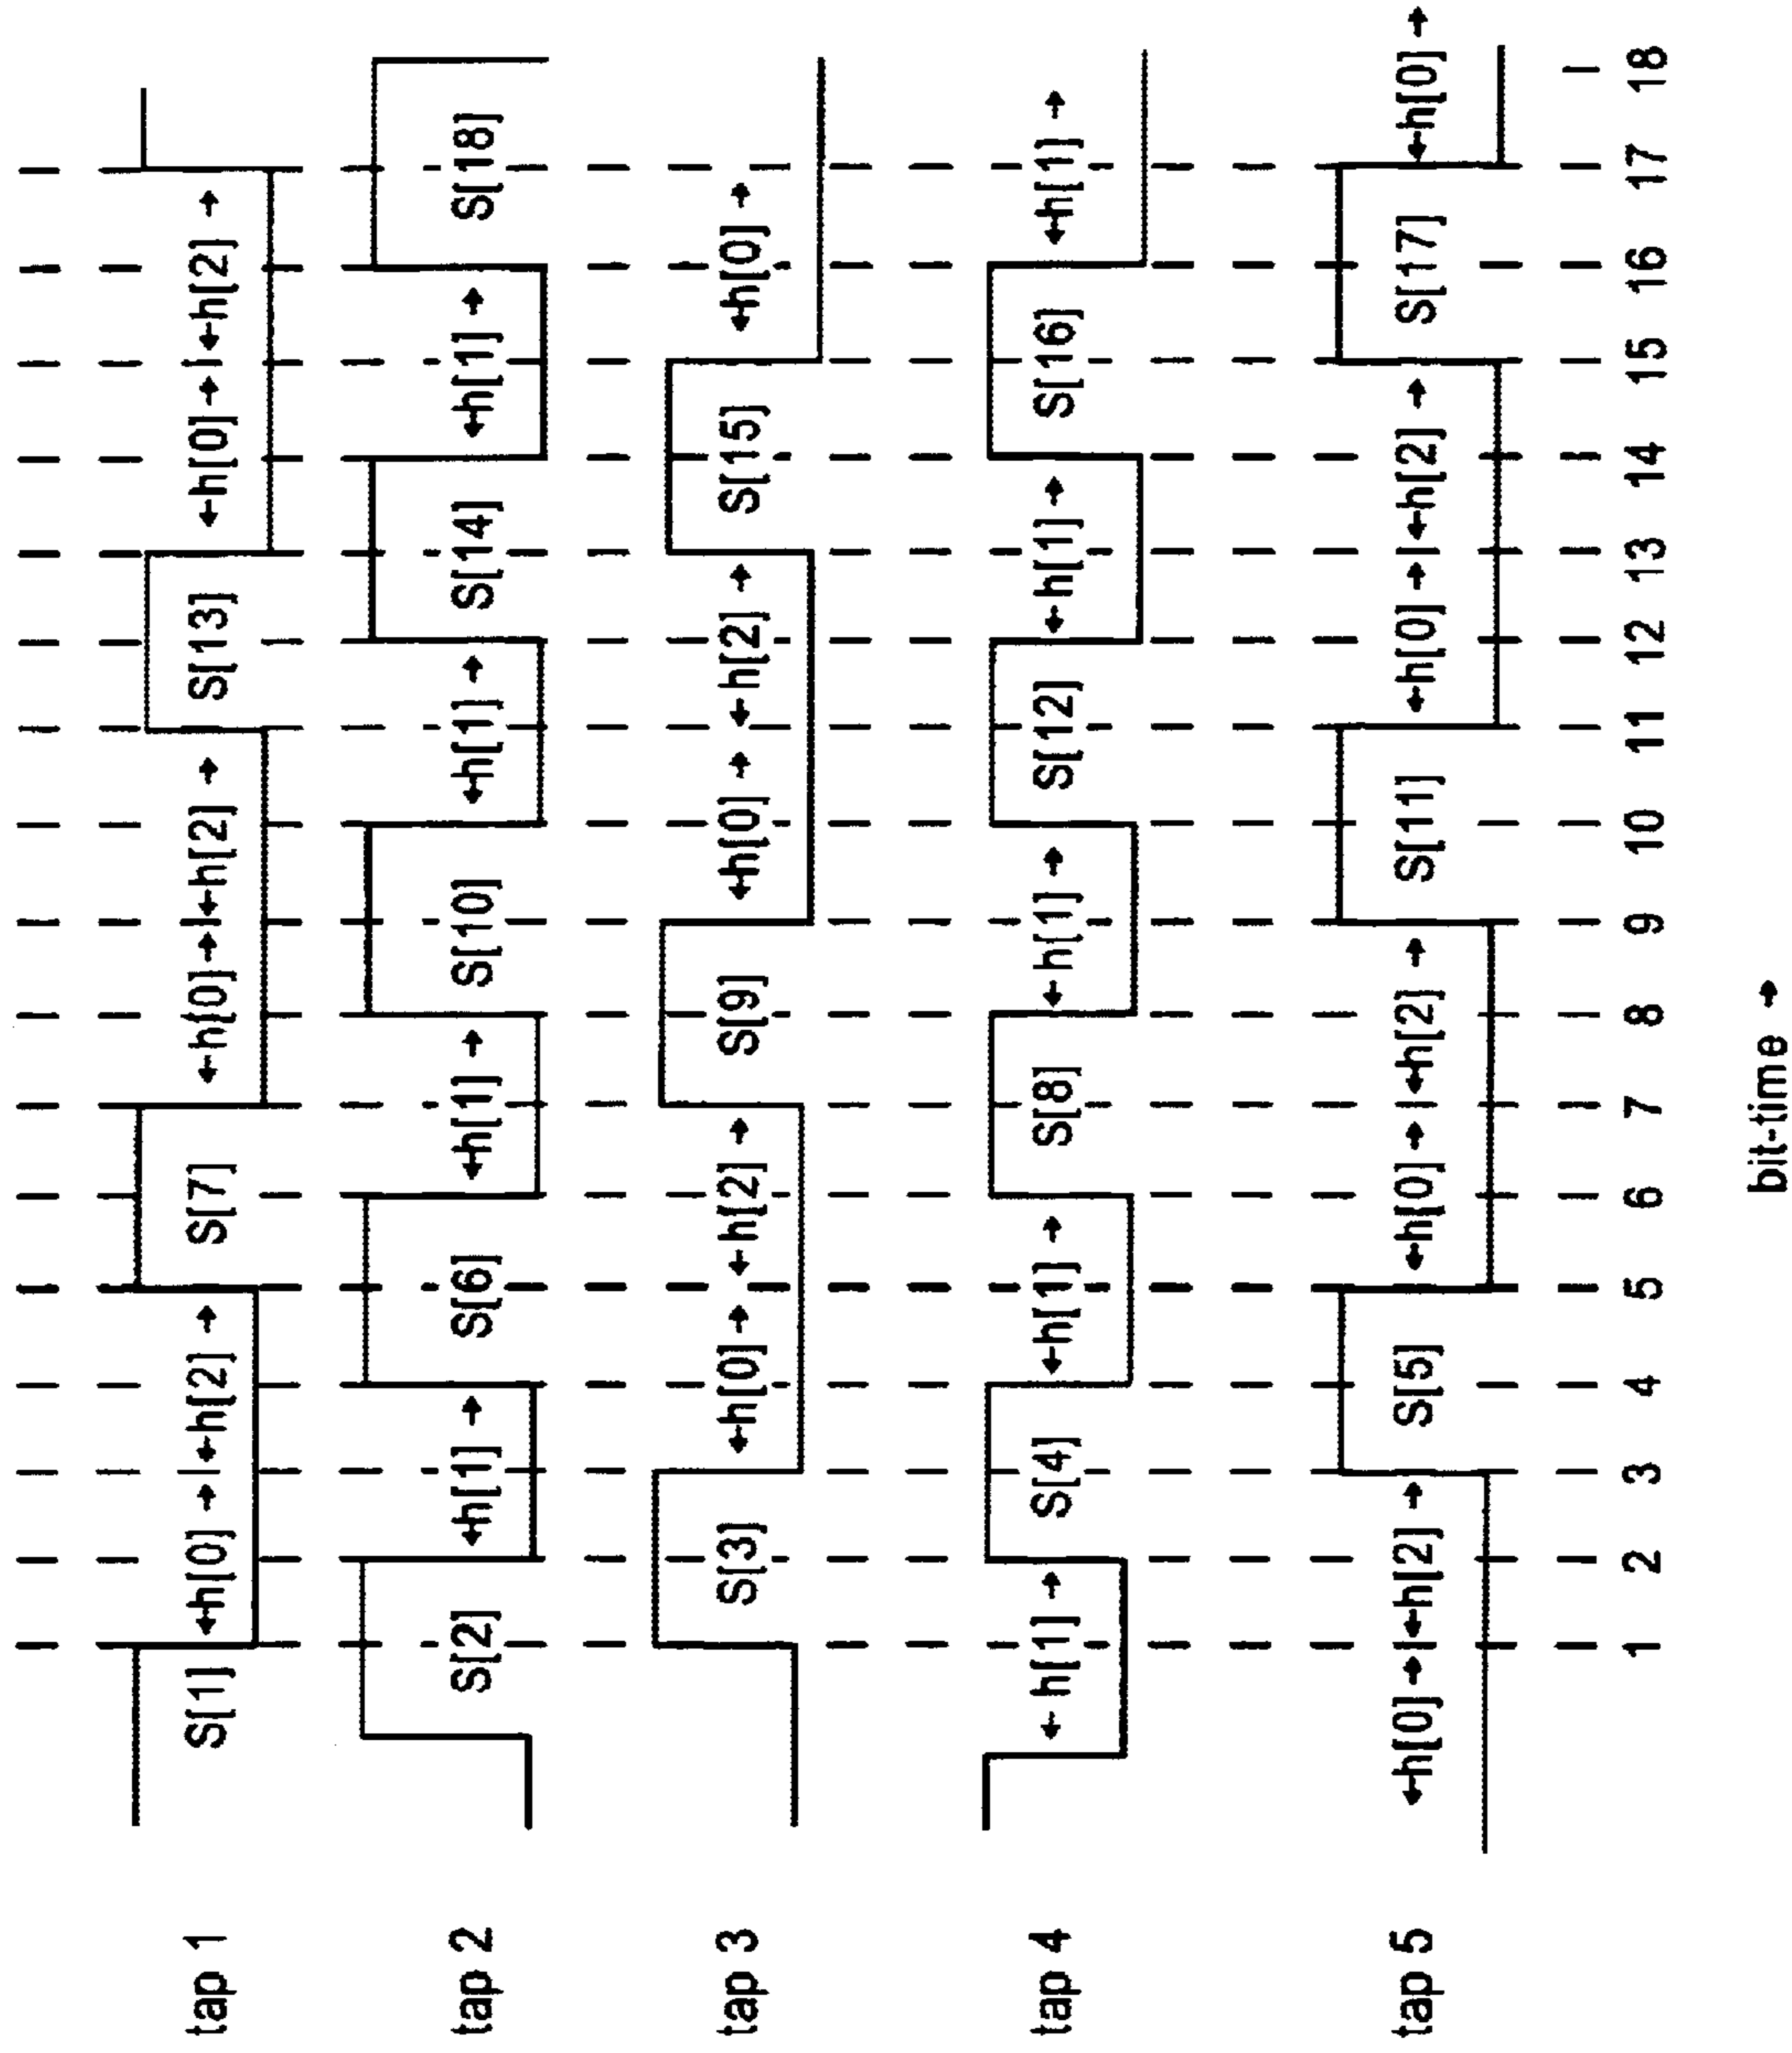 tap 1 S[1] h[0] h[2] S[7] h[0] h[2] S[13] h[0] h[2]
tap 2 S[2] h[1] S[6] h[1] S[10] h[1] S[14] h[1] S[18]
tap 3 S[3] h[0] h[2] S[9] h[0] h[2] S[15] h[0]
tap 4 h[1] S[4] h[1] S[8] h[1] S[12] h[1] S[16] h[1]
tap 5 h[0] h[2] S[5] h[0] h[2] S[11] h[0] h[2] S[17] h[0]
1 2 3 4 5 6 7 8 9 10 11 12 13 14 15 16 17 18
bit-time